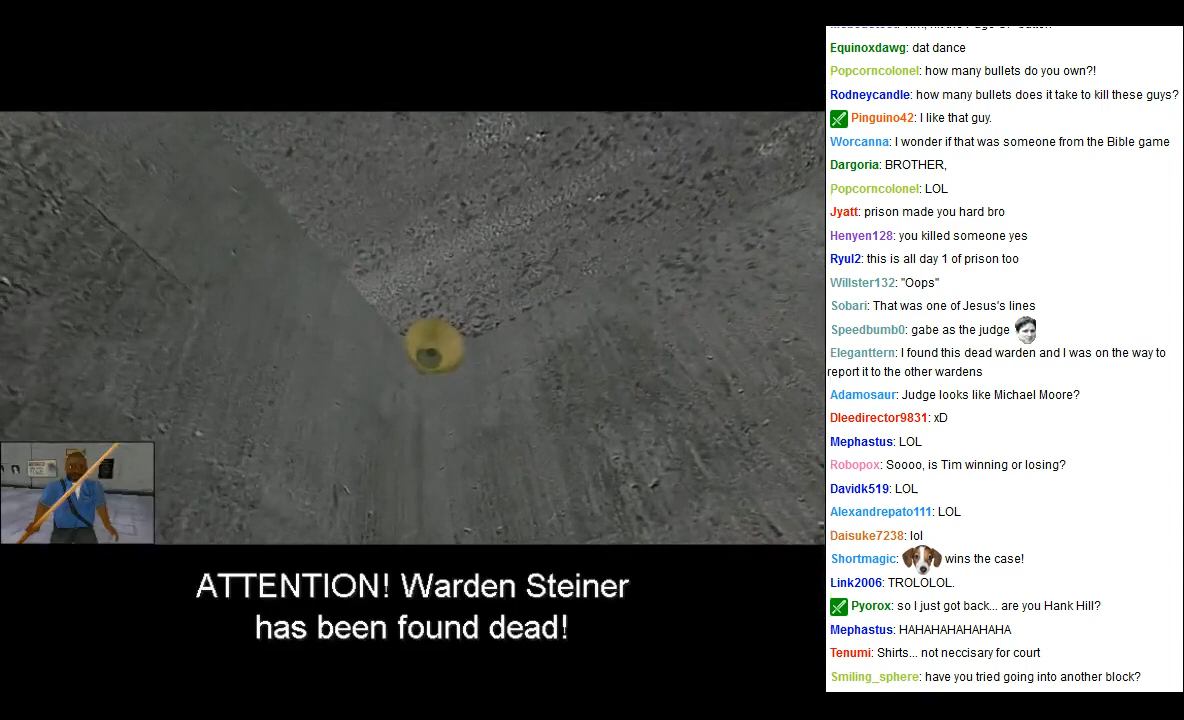 Equinoxdawg: dat dance
Popcorncolonel: how many bullets do you own?!
Rodneycandle: how many bullets does it take to kill these guys?
Pinguino42: I like that guy.
Worcanna: I wonder if that was someone from the Bible game
Dargoria: BROTHER,
Popcorncolonel: LOL
Jyatt: prison made you hard bro
Henyen128: you killed someone yes
Ryul2: this is all day 1 of prison too
Willster132: "Oops"
Sobari: That was one of Jesus's lines
Speedbumb0: gabe as the judge
Eleganttern: I found this dead warden and I was on the way to
report it to the other wardens
Adamosaur: Judge looks like Michael Moore?
Dleedirector9831: xD
Mephastus: LOL
Robopox: Soooo, is Tim winning or losing?
Davidk519: LOL
Alexandrepato111: LOL
Daisuke7238: lol
Shortmagic: wins the case!
Link2006: TROLOLOL.
Pyorox: so I just got back... are you Hank Hill?
Mephastus: HAHAHAHAHAHAHA
Tenumi: Shirts... not neccisary for court
Smiling_sphere: have you tried going into another block?
ATTENTION! Warden Steiner
has been found dead!